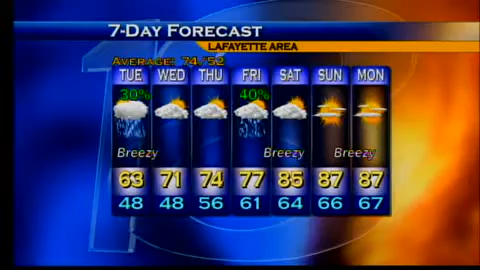 7-DAY FORECAST
LAFAYETTE AREA
AVERAGE: 74/52
TUE WED THU FRI SAT SUN MON
30% 40%
Breezy Breezy Breezy
63 71 74 77 85 87 87
48 48 56 61 64 66 67